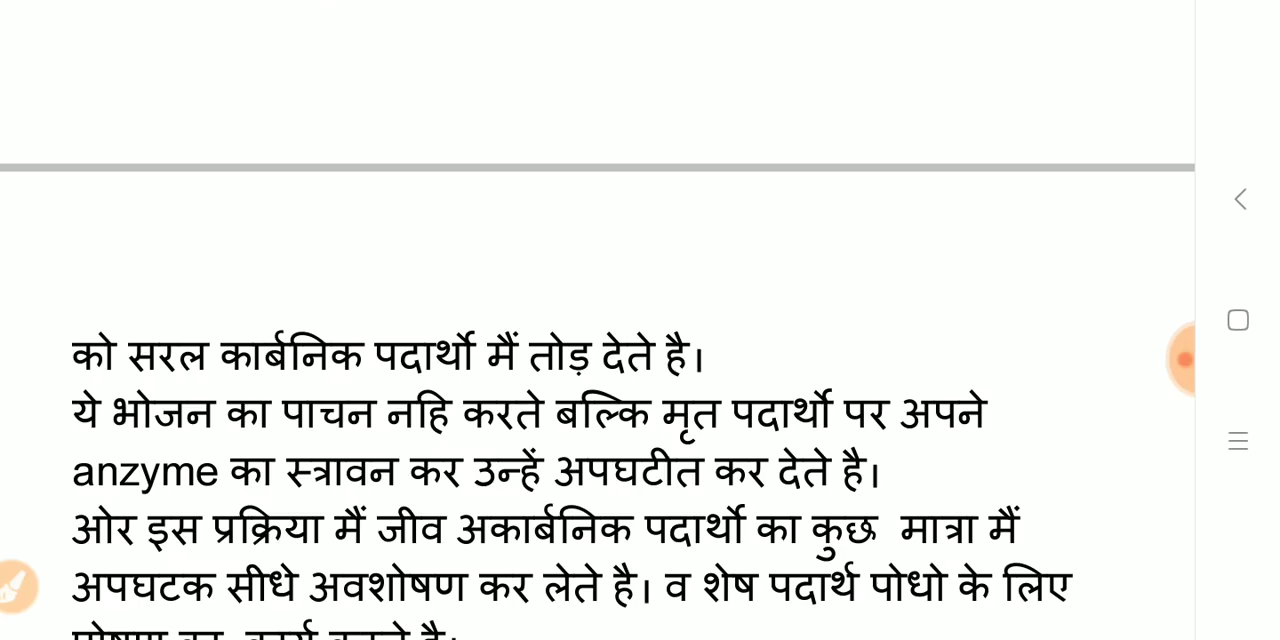 को सरल कार्बनिक पदार्थो मैं तोड़ देते है।
ये भोजन का पाचन नहि करते बल्कि मृत पदार्थो पर अपने
anzyme का स्त्रावन कर उन्हें अपघटीत कर देते है।
ओर इस प्रक्रिया मैं जीव अकार्बनिक पदार्थो का कुछ मात्रा मैं
अपघटक सीधे अवशोषण कर लेते है। व शेष पदार्थ पोधो के लिए